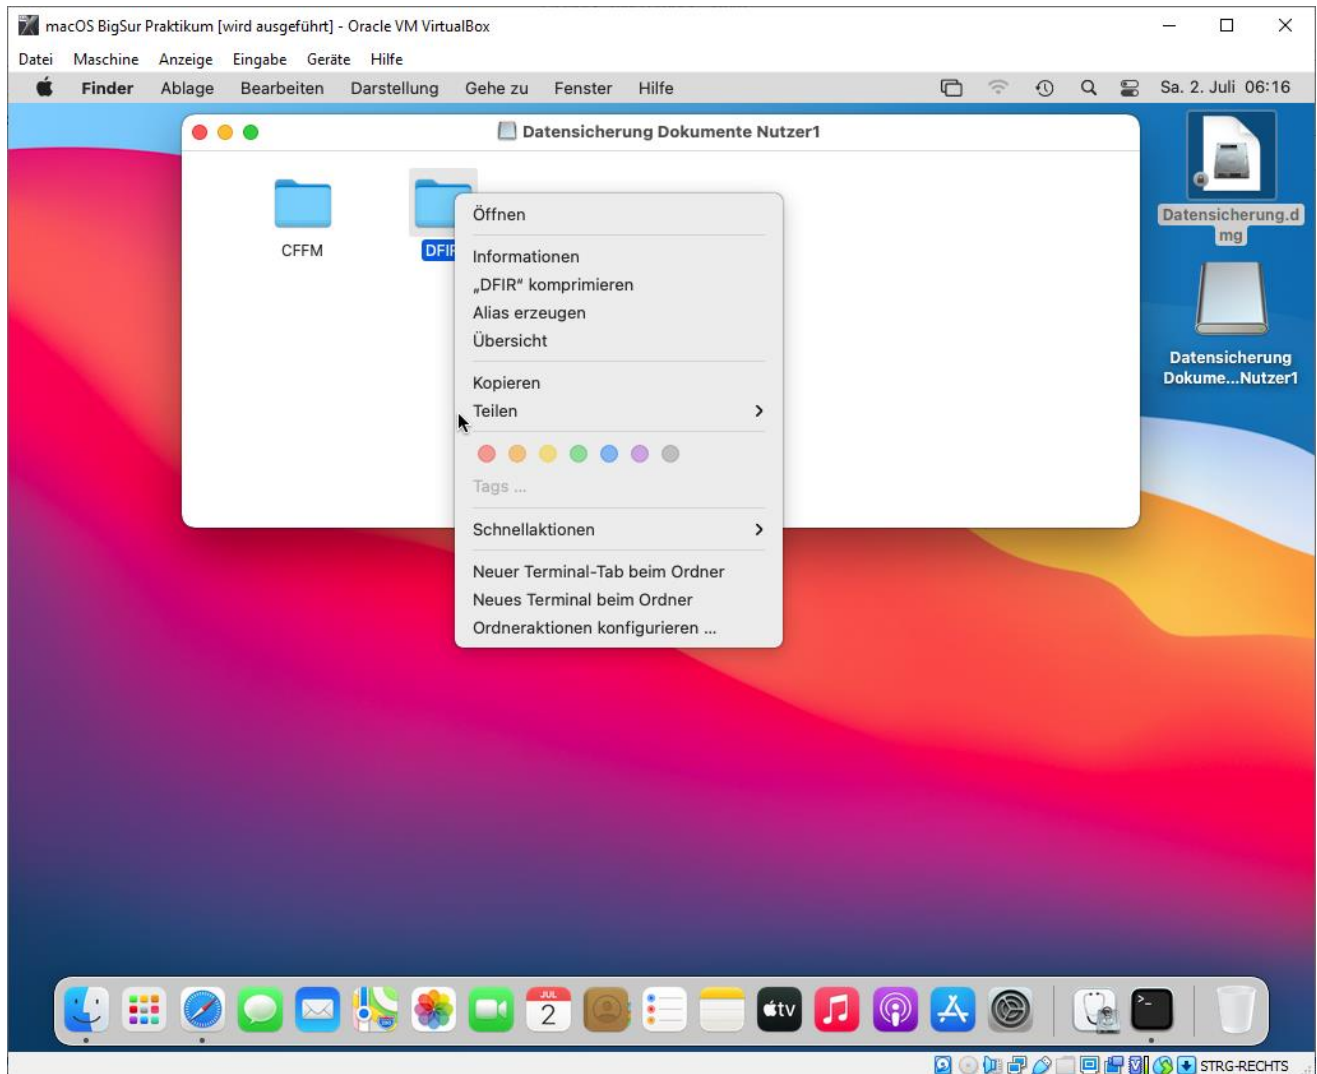 macOS BigSur Praktikum [wird ausgeführt] - Oracle VM VirtualBox
Datei Maschine Anzeige Eingabe Geräte Hilfe
Finder Ablage Bearbeiten Darstellung Gehe zu Fenster Hilfe Sa. 2. Juli 06:16
Datensicherung Dokumente Nutzer1
CFFM
DFIR
Öffnen
Informationen
„DFIR“ komprimieren
Alias erzeugen
Übersicht
Kopieren
Teilen
Tags ...
Schnellaktionen
Neuer Terminal-Tab beim Ordner
Neues Terminal beim Ordner
Ordneraktionen konfigurieren ...
Datensicherung.d
mg
Datensicherung
Dokume...Nutzer1
JUL
2
tv
STRG-RECHTS